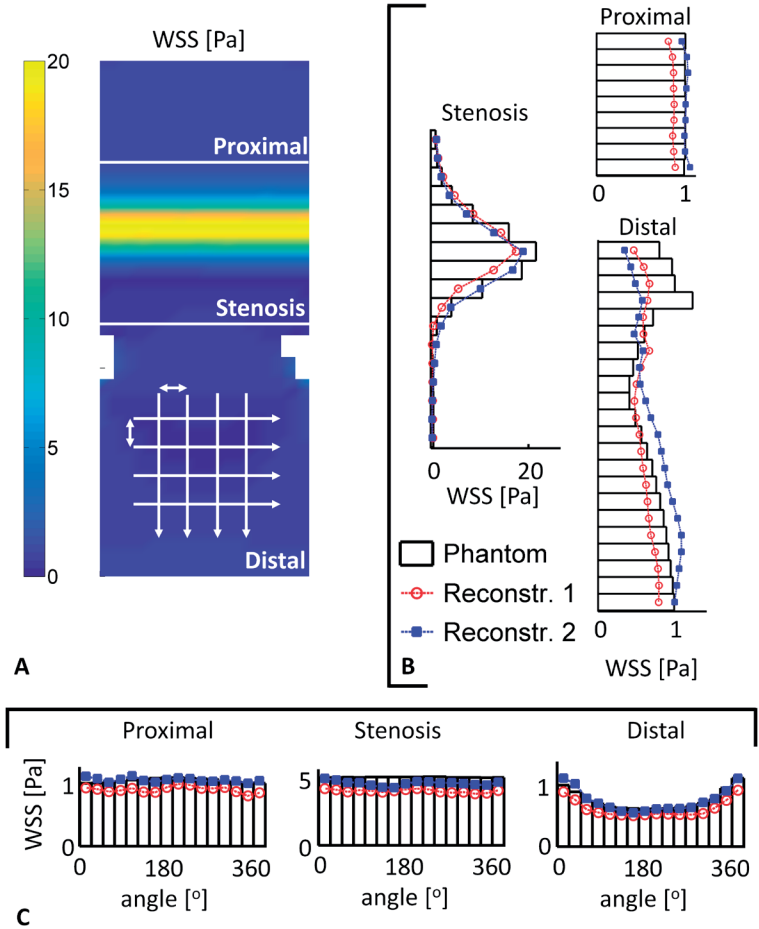 WSS [Pa]
20
15
10
5
0
Proximal
Stenosis
Distal
A
Stenosis
0
20
WSS [Pa]
Proximal
0
1
Distal
0
1
WSS [Pa]
Phantom
Reconstr. 1
Reconstr. 2
B
Proximal
Stenosis
Distal
WSS [Pa]
1
0
0
180
360
angle [o]
5
0
0
180
360
angle [o]
1
0
0
180
360
angle [o]
C